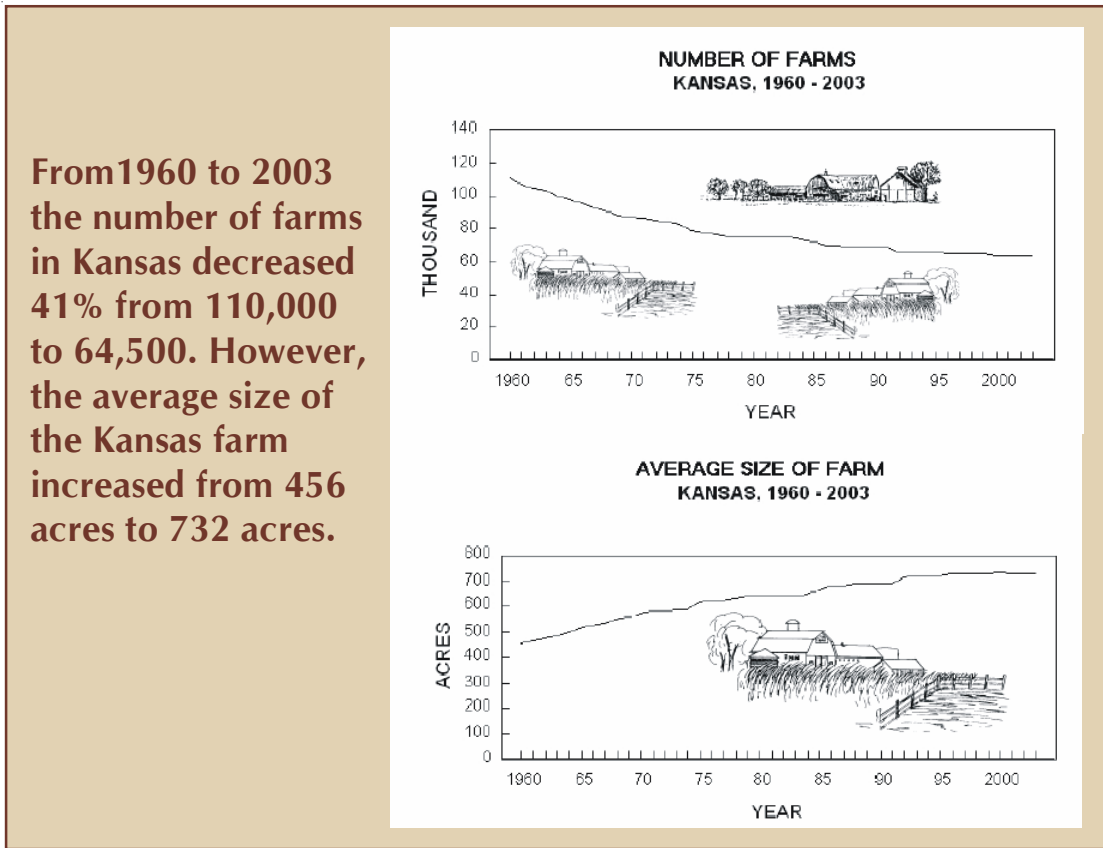 From1960 to 2003
the number of farms
in Kansas decreased
41% from 110,000
to 64,500. However,
the average size of
the Kansas farm
increased from 456
acres to 732 acres.
NUMBER OF FARMS
KANSAS, 1960 - 2003
THOUSAND
140
120
100
80
60
40
20
0
1960 65 70 75 80 85 90 95 2000
YEAR
AVERAGE SIZE OF FARM
KANSAS, 1960 - 2003
ACRES
800
700
600
500
400
300
200
100
0
1960 65 70 75 80 85 90 95 2000
YEAR